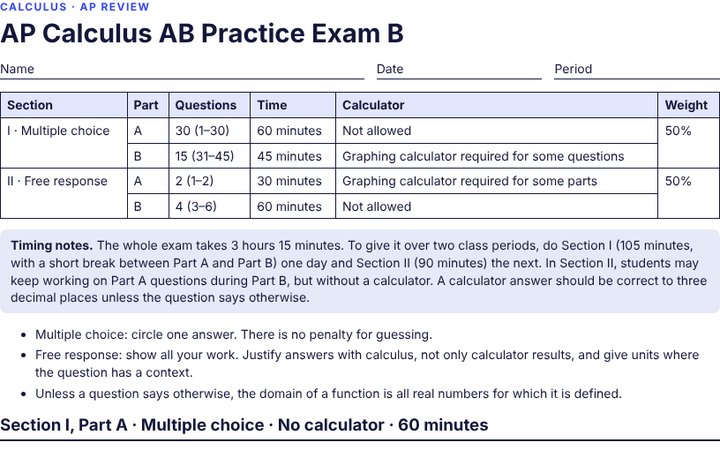 CALCULUS · AP REVIEW
AP Calculus AB Practice Exam B
Name Date Period
Section Part Questions Time Calculator Weight
I · Multiple choice A 30 (1–30) 60 minutes Not allowed 50%
B 15 (31–45) 45 minutes Graphing calculator required for some questions
II · Free response A 2 (1–2) 30 minutes Graphing calculator required for some parts 50%
B 4 (3–6) 60 minutes Not allowed
Timing notes. The whole exam takes 3 hours 15 minutes. To give it over two class periods, do Section I (105 minutes,
with a short break between Part A and Part B) one day and Section II (90 minutes) the next. In Section II, students may
keep working on Part A questions during Part B, but without a calculator. A calculator answer should be correct to three
decimal places unless the question says otherwise.
• Multiple choice: circle one answer. There is no penalty for guessing.
• Free response: show all your work. Justify answers with calculus, not only calculator results, and give units where
the question has a context.
• Unless a question says otherwise, the domain of a function is all real numbers for which it is defined.
Section I, Part A · Multiple choice · No calculator · 60 minutes